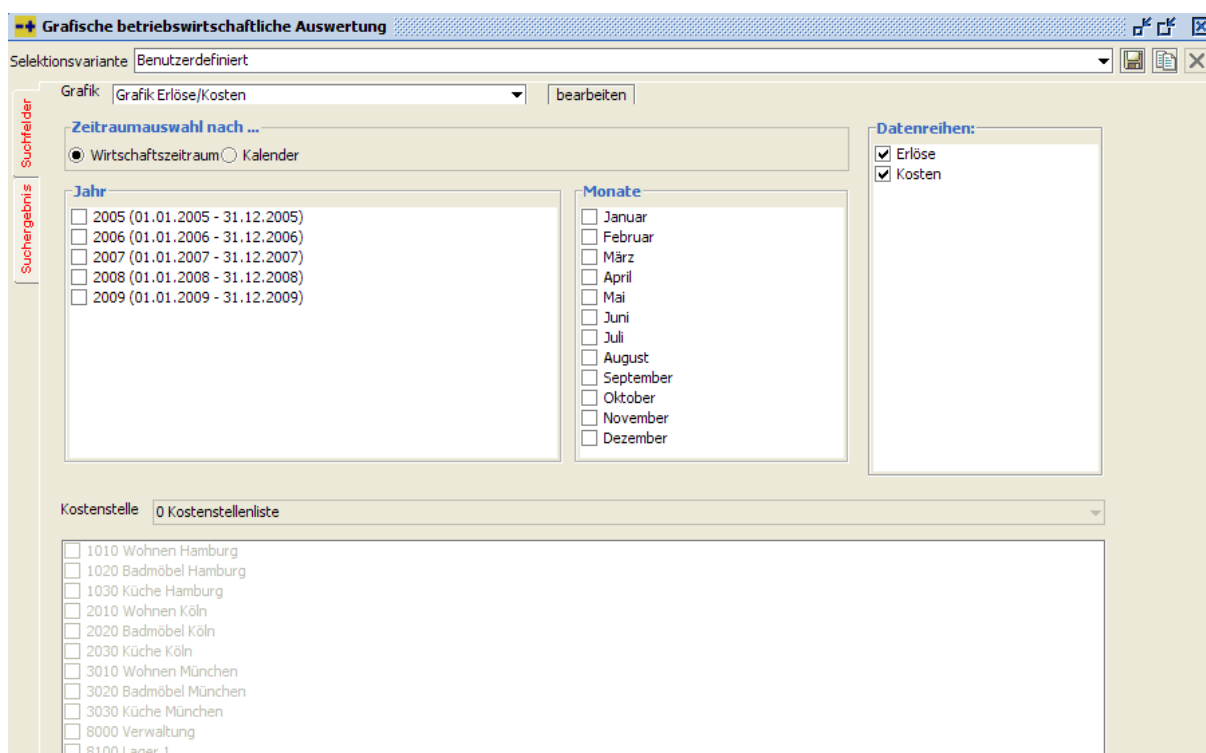 Grafische betriebswirtschaftliche Auswertung
Selektionsvariante Benutzerdefiniert
Grafik Grafik Erlöse/Kosten bearbeiten
Suchfelder
Suchergebnis
Zeitraumauswahl nach ...
Wirtschaftszeitraum Kalender
Datenreihen:
Erlöse
Kosten
Jahr
2005 (01.01.2005 - 31.12.2005)
2006 (01.01.2006 - 31.12.2006)
2007 (01.01.2007 - 31.12.2007)
2008 (01.01.2008 - 31.12.2008)
2009 (01.01.2009 - 31.12.2009)
Monate
Januar
Februar
März
April
Mai
Juni
Juli
August
September
Oktober
November
Dezember
Kostenstelle 0 Kostenstellenliste
1010 Wohnen Hamburg
1020 Badmöbel Hamburg
1030 Küche Hamburg
2010 Wohnen Köln
2020 Badmöbel Köln
2030 Küche Köln
3010 Wohnen München
3020 Badmöbel München
3030 Küche München
8000 Verwaltung
8100 Lager 1